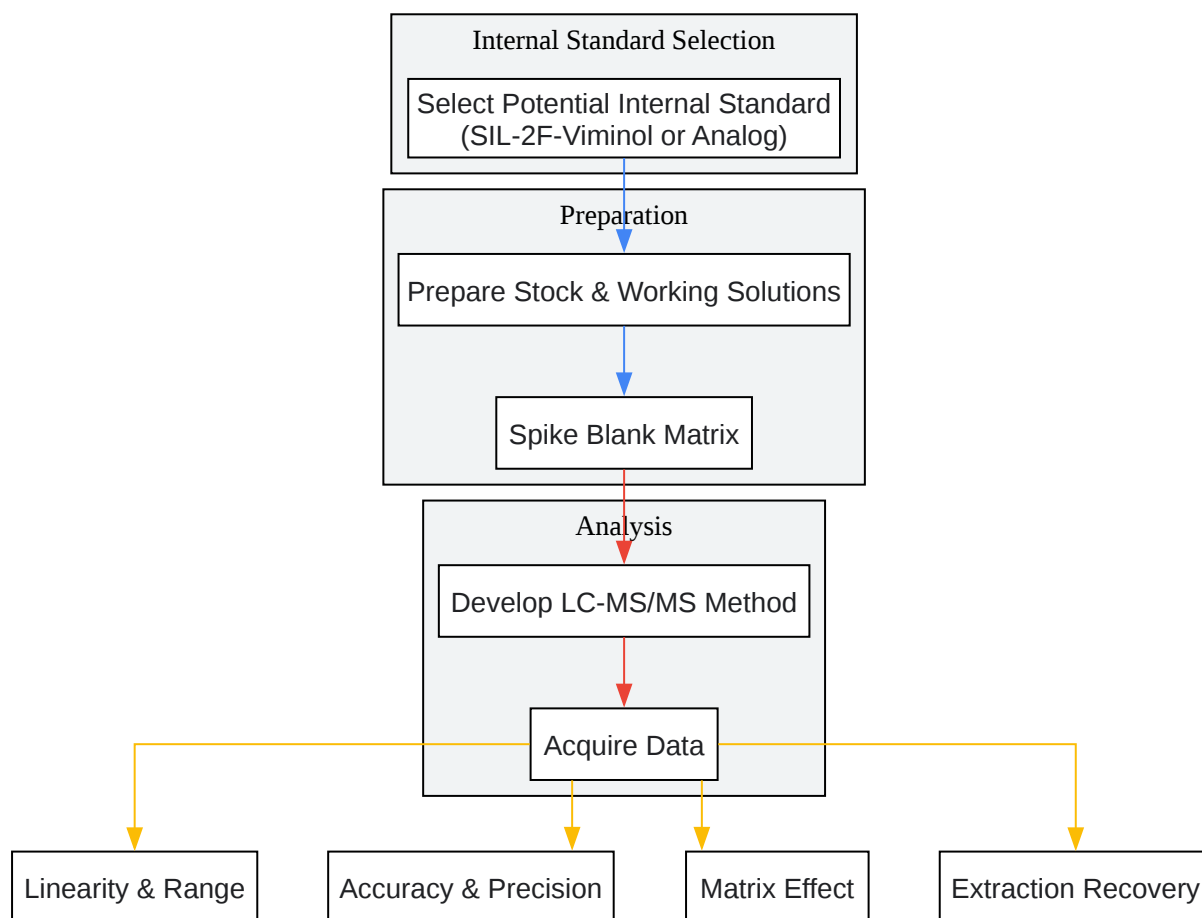 Internal Standard Selection
Select Potential Internal Standard
(SIL-2F-Viminol or Analog)
Preparation
Prepare Stock & Working Solutions
Spike Blank Matrix
Analysis
Develop LC-MS/MS Method
Acquire Data
Linearity & Range
Accuracy & Precision
Matrix Effect
Extraction Recovery